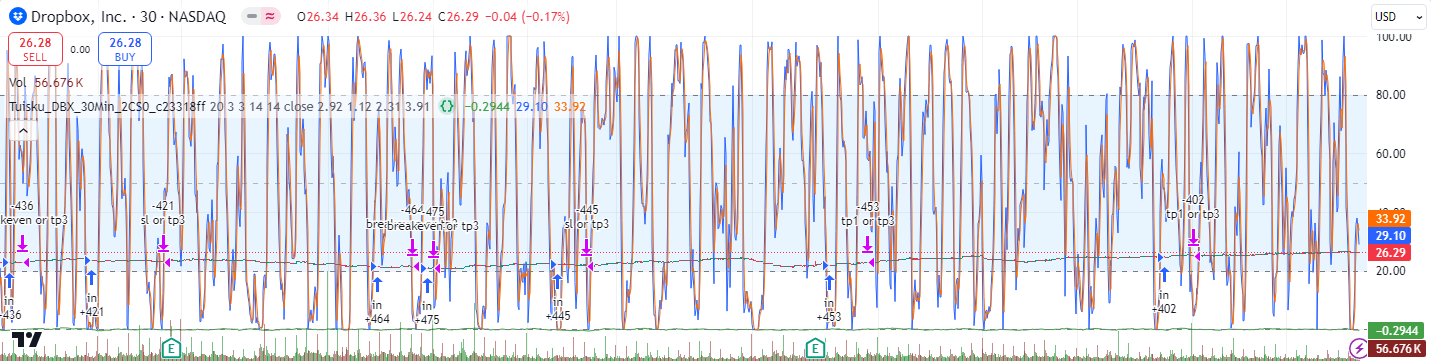 Dropbox, Inc. · 30 · NASDAQ O26.34 H26.36 L26.24 C26.29 −0.04 (−0.17%)
USD
26.28
SELL
0.00
26.28
BUY
100.00
Vol 56.676 K
Tuisku_DBX_30Min_2CS0_c23318ff 20 3 3 14 14 close 2.92 1.12 2.31 3.91 −0.2944 29.10 33.92
80.00
60.00
-436
keven or tp3
-421
sl or tp3
-464
-475
breakeven or tp3
-445
sl or tp3
-453
tp1 or tp3
-402
tp1 or tp3
33.92
29.10
26.29
20.00
in
-436
in
+421
in
+464
in
+475
in
+445
in
+453
in
+402
E
E
−0.2944
56.676 K